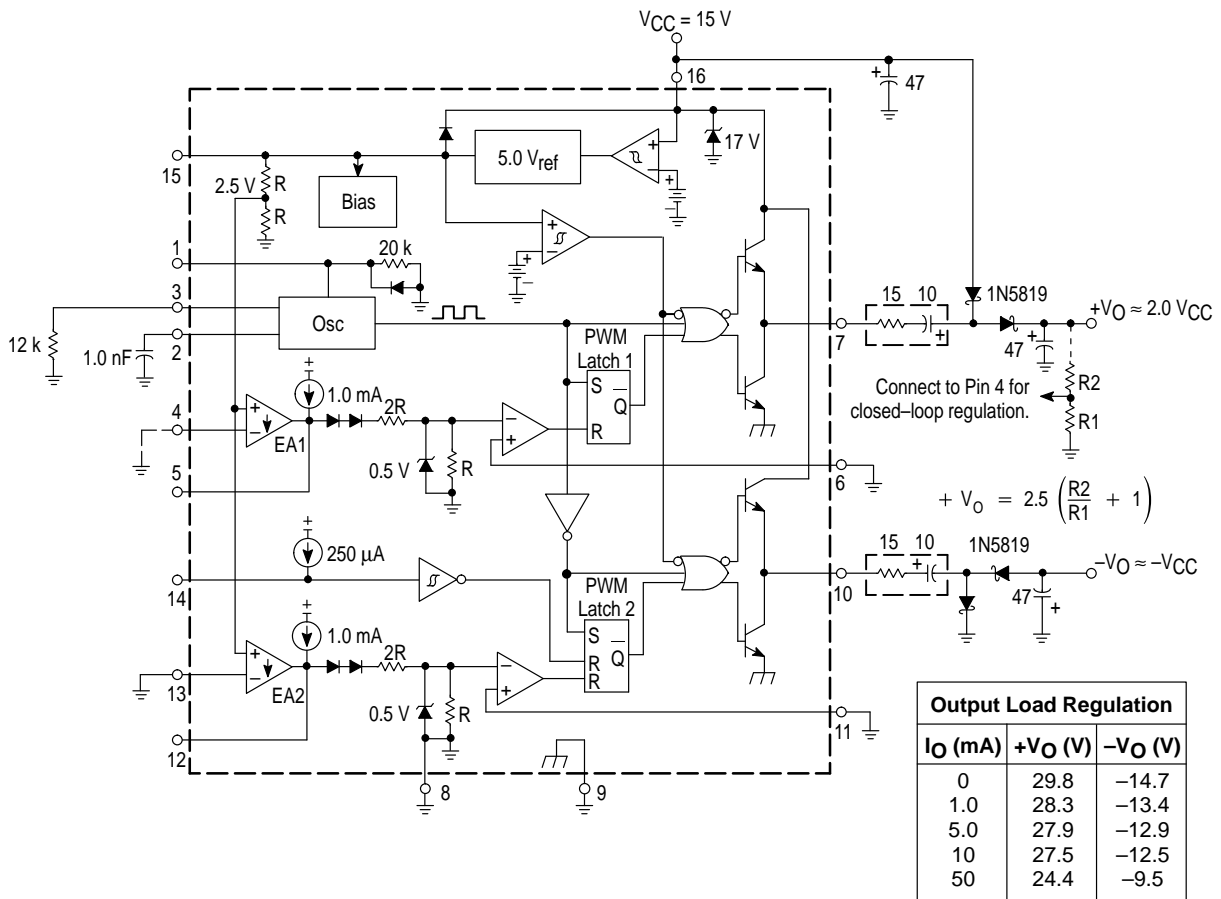 VCC = 15 V
16
47
+
17 V
5.0 Vref
+
–
+
–
15
2.5 V
R
R
Bias
+
–
+
–
1
20 k
3
Osc
2
12 k
1.0 nF
PWM
Latch 1
S
Q
R
7
15
10
+
1N5819
+VO ≈ 2.0 VCC
47
+
R2
R1
Connect to Pin 4 for
closed–loop regulation.
+
1.0 mA
4
+
–
EA1
2R
0.5 V
R
–
+
5
6
+ VO = 2.5 (R2/R1 + 1)
+
250 µA
14
PWM
Latch 2
S
R
R
Q
10
15
10
+
1N5819
–VO ≈ –VCC
47
+
+
1.0 mA
13
+
–
EA2
2R
0.5 V
R
–
+
12
11
8
9
Output Load Regulation
IO (mA) +VO (V) –VO (V)
0 29.8 –14.7
1.0 28.3 –13.4
5.0 27.9 –12.9
10 27.5 –12.5
50 24.4 –9.5